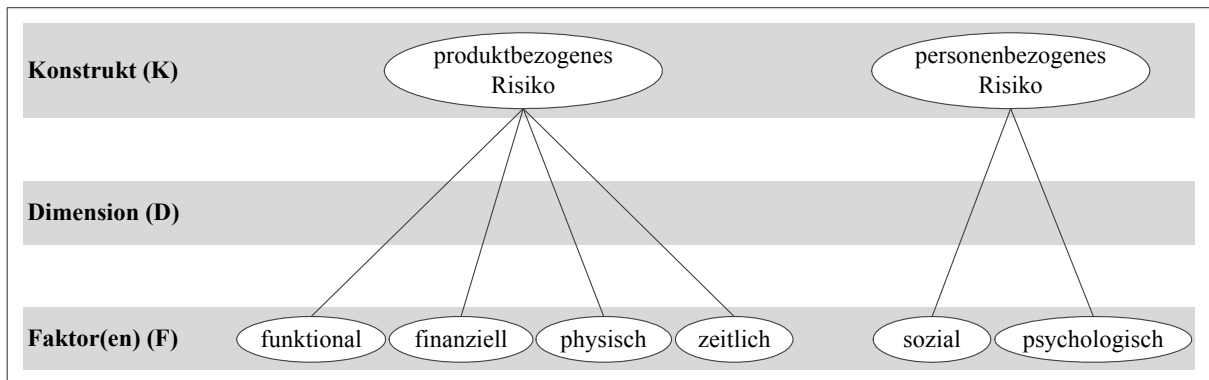 Konstrukt (K)
produktbezogenes
Risiko
personenbezogenes
Risiko
Dimension (D)
Faktor(en) (F)
funktional
finanziell
physisch
zeitlich
sozial
psychologisch